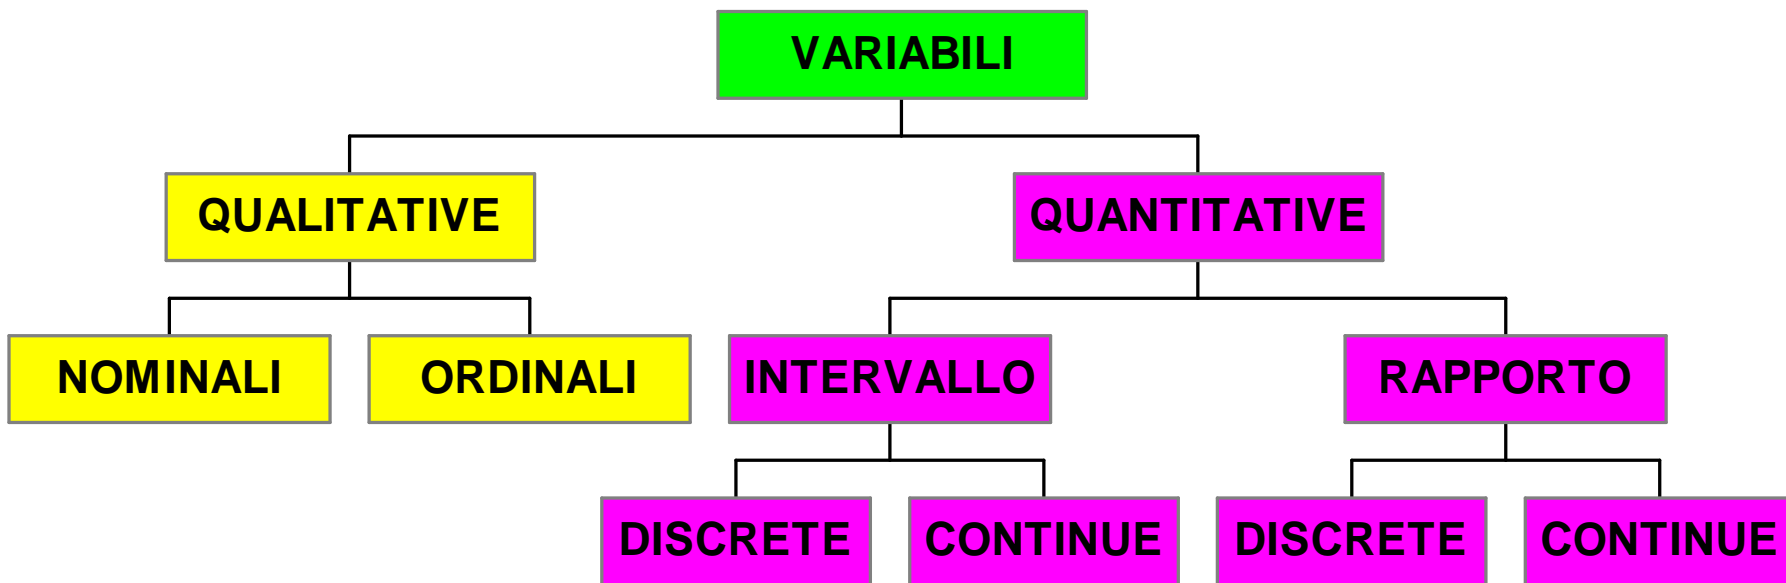 VARIABILI
QUALITATIVE
QUANTITATIVE
NOMINALI
ORDINALI
INTERVALLO
RAPPORTO
DISCRETE
CONTINUE
DISCRETE
CONTINUE